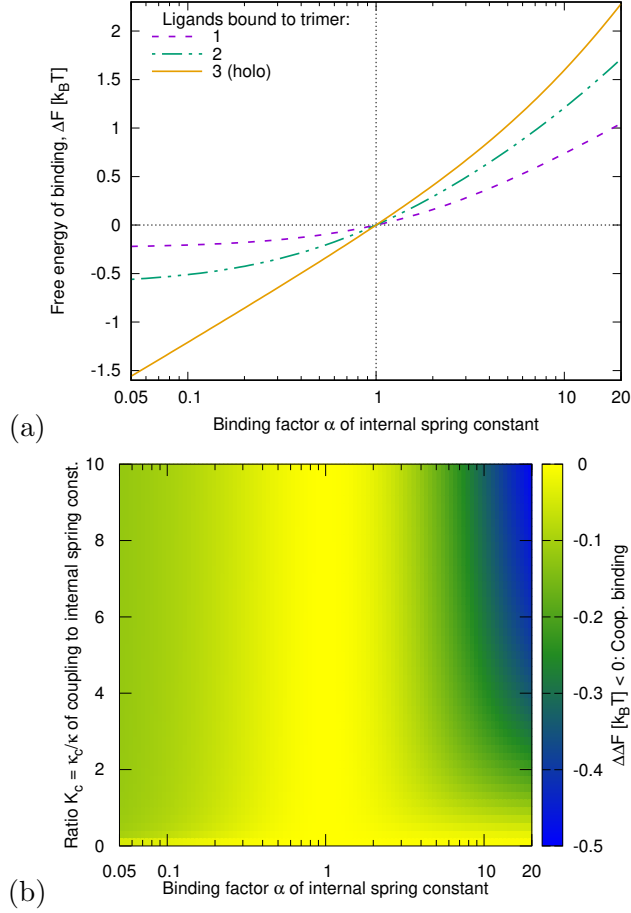 Ligands bound to trimer:
1
2
3 (holo)
Free energy of binding, ΔF [k_BT]
2
1.5
1
0.5
0
-0.5
-1
-1.5
0.05 0.1 1 10 20
Binding factor α of internal spring constant
(a)
Ratio K_c = κ_c/κ of coupling to internal spring const.
10
8
6
4
2
0
0.05 0.1 1 10 20
Binding factor α of internal spring constant
0
-0.1
-0.2
-0.3
-0.4
-0.5
ΔΔF [k_BT] < 0: Coop. binding
(b)